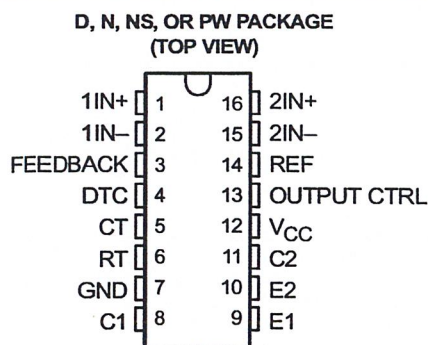 D, N, NS, OR PW PACKAGE
(TOP VIEW)
1IN+ 1 16 2IN+
1IN– 2 15 2IN–
FEEDBACK 3 14 REF
DTC 4 13 OUTPUT CTRL
CT 5 12 VCC
RT 6 11 C2
GND 7 10 E2
C1 8 9 E1